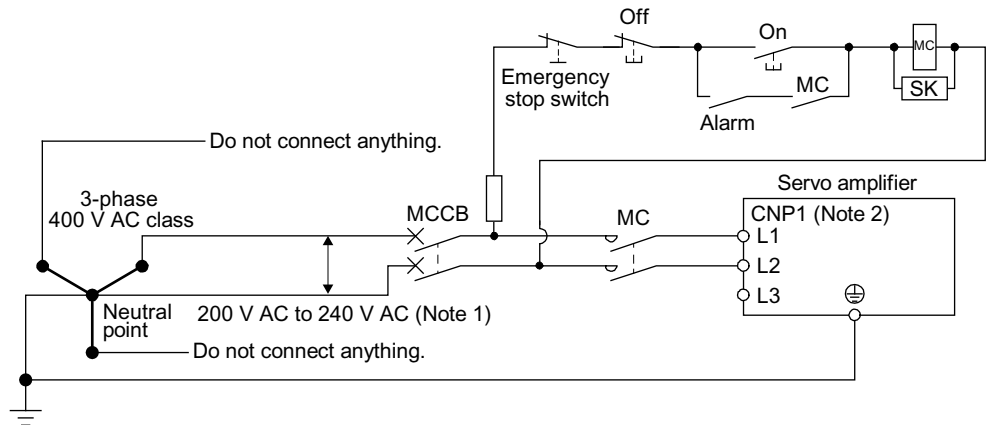 Off
On
MC
Emergency
stop switch
MC
SK
Alarm
Do not connect anything.
3-phase
400 V AC class
MCCB
MC
Servo amplifier
CNP1 (Note 2)
L1
L2
L3
Neutral
point
200 V AC to 240 V AC (Note 1)
Do not connect anything.